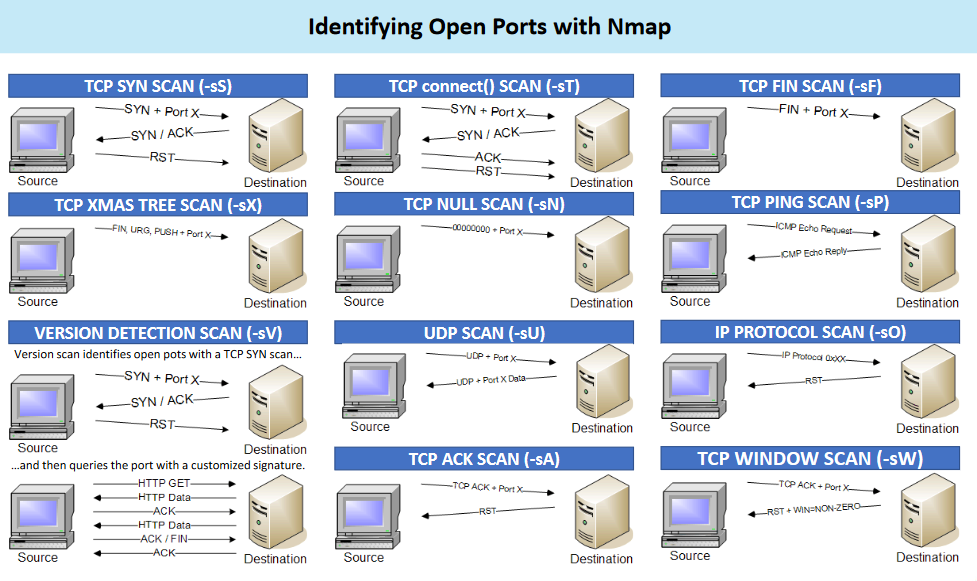 Identifying Open Ports with Nmap
TCP SYN SCAN (-sS)
SYN + Port X
SYN / ACK
RST
Source
Destination
TCP connect() SCAN (-sT)
SYN + Port X
SYN / ACK
ACK
RST
Source
Destination
TCP FIN SCAN (-sF)
FIN + Port X
Source
Destination
TCP XMAS TREE SCAN (-sX)
FIN, URG, PUSH + Port X
Source
Destination
TCP NULL SCAN (-sN)
00000000 + Port X
Source
Destination
TCP PING SCAN (-sP)
ICMP Echo Request
ICMP Echo Reply
Source
Destination
VERSION DETECTION SCAN (-sV)
Version scan identifies open pots with a TCP SYN scan...
SYN + Port X
SYN / ACK
RST
Source
Destination
...and then queries the port with a customized signature.
HTTP GET
HTTP Data
ACK
HTTP Data
ACK / FIN
ACK
Source
Destination
UDP SCAN (-sU)
UDP + Port X
UDP + Port X Data
Source
Destination
IP PROTOCOL SCAN (-sO)
IP Protocol 0xXX
RST
Source
Destination
TCP ACK SCAN (-sA)
TCP ACK + Port X
RST
Source
Destination
TCP WINDOW SCAN (-sW)
TCP ACK + Port X
RST + WIN=NON-ZERO
Source
Destination